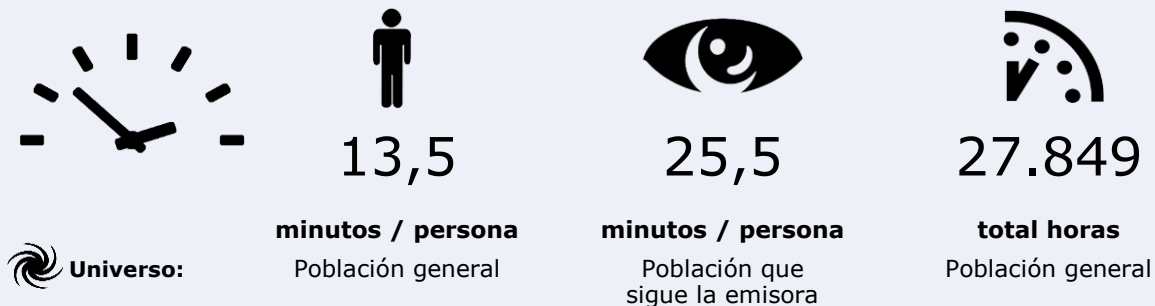 13,5
25,5
27.849
minutos / persona
minutos / persona
total horas
Universo:
Población general
Población que
sigue la emisora
Población general